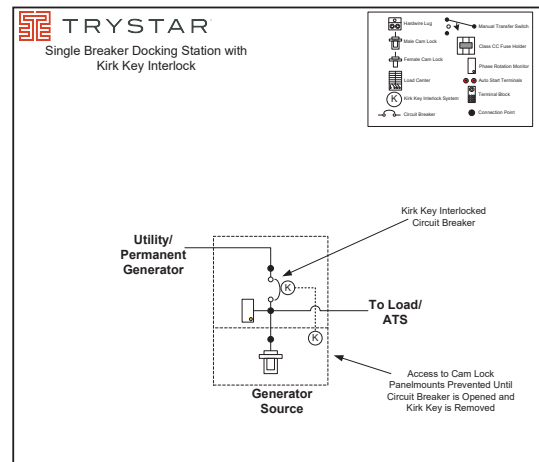 TRYSTAR
Single Breaker Docking Station with
Kirk Key Interlock
Hardwire Lug
Male Cam Lock
Female Cam Lock
Load Center
K
Kirk Key Interlock System
Circuit Breaker
Manual Transfer Switch
Class CC Fuse Holder
Phase Rotation Monitor
Auto Start Terminals
Terminal Block
Connection Point
Kirk Key Interlocked
Circuit Breaker
Utility/
Permanent
Generator
K
To Load/
ATS
K
Generator
Source
Access to Cam Lock
Panelmounts Prevented Until
Circuit Breaker is Opened and
Kirk Key is Removed